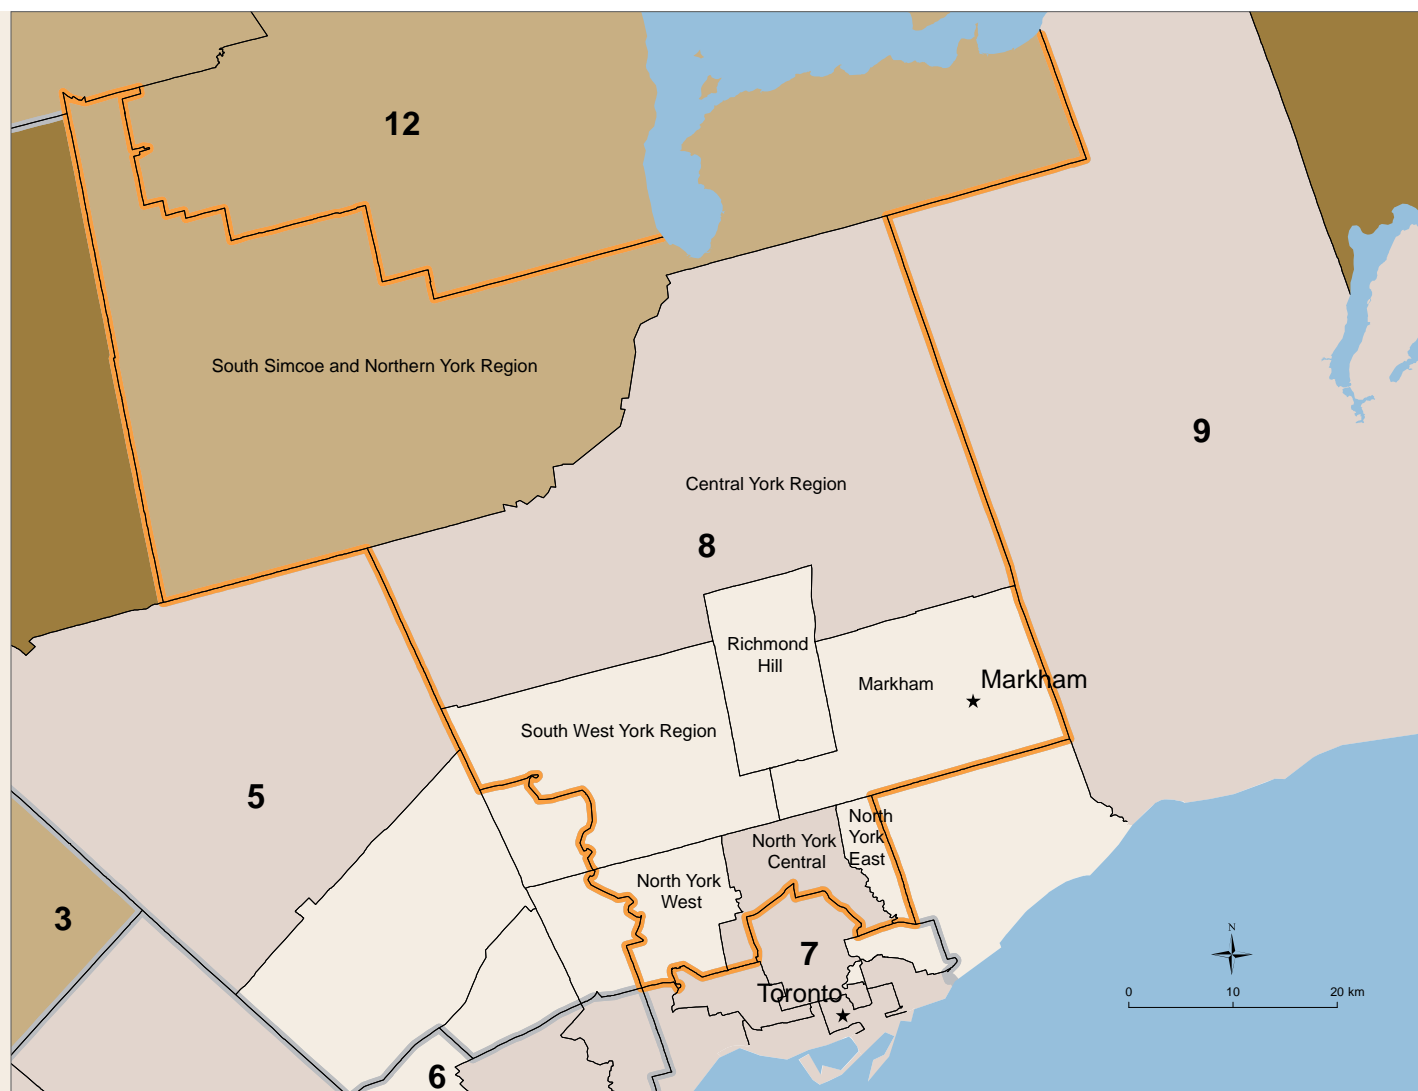 12
South Simcoe and Northern York Region
9
Central York Region
8
Richmond
Hill
Markham
Markham
South West York Region
5
North
York
East
North York
Central
North York
West
3
7
N
Toronto
0
10
20 km
6